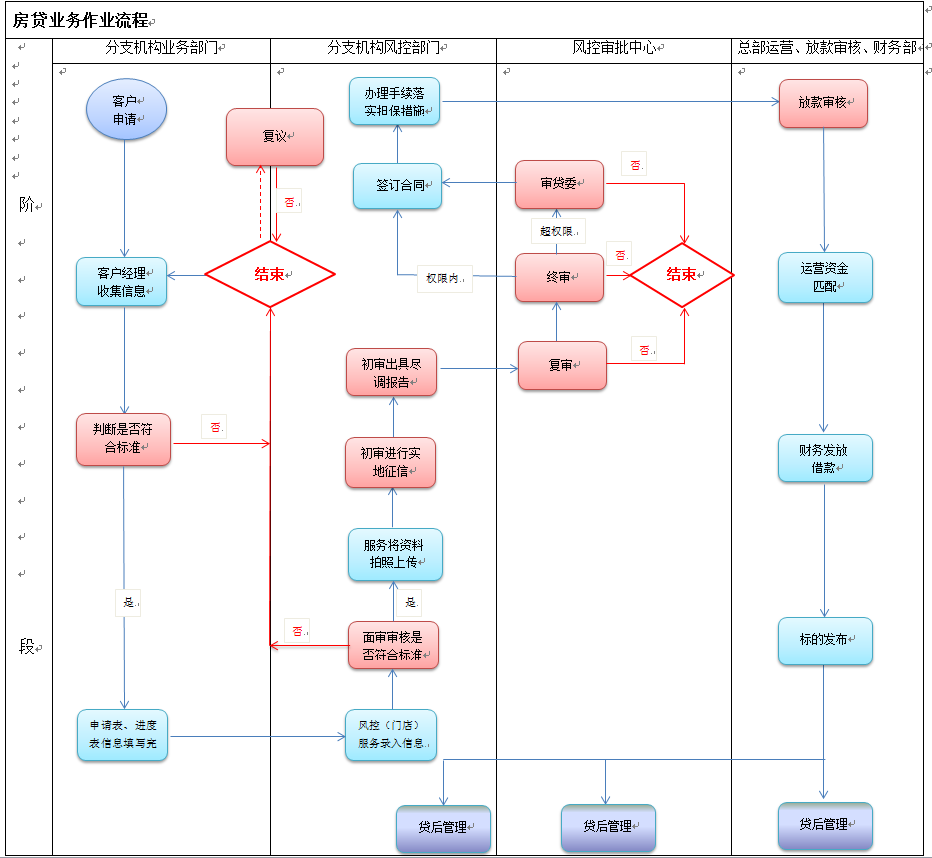 房贷业务作业流程
分支机构业务部门
分支机构风控部门
风控审批中心
总部运营、放款审核、财务部
阶
段
客户
申请
复议
否
结束
客户经理
收集信息
判断是否符
合标准
否
是
申请表、进度
表信息填写完
办理手续落
实担保措施
签订合同
权限内
初审出具尽
调报告
初审进行实
地征信
服务将资料
拍照上传
是
否
面审审核是
否符合标准
风控（门店）
服务录入信息
贷后管理
审贷委
否
超权限
终审
否
结束
复审
否
贷后管理
放款审核
运营资金
匹配
财务发放
借款
标的发布
贷后管理